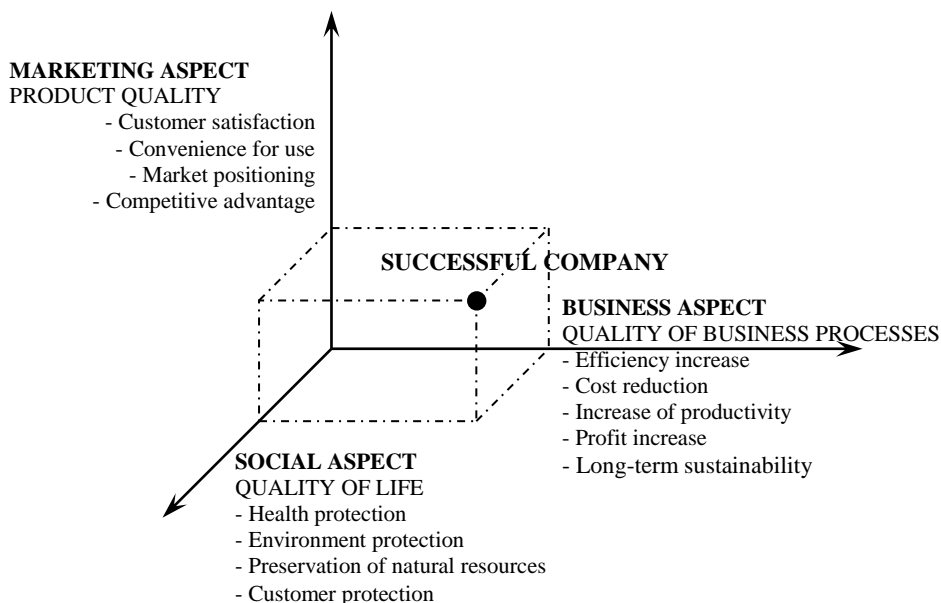 MARKETING ASPECT
PRODUCT QUALITY
- Customer satisfaction
- Convenience for use
- Market positioning
- Competitive advantage
SUCCESSFUL COMPANY
BUSINESS ASPECT
QUALITY OF BUSINESS PROCESSES
- Efficiency increase
- Cost reduction
- Increase of productivity
- Profit increase
- Long-term sustainability
SOCIAL ASPECT
QUALITY OF LIFE
- Health protection
- Environment protection
- Preservation of natural resources
- Customer protection